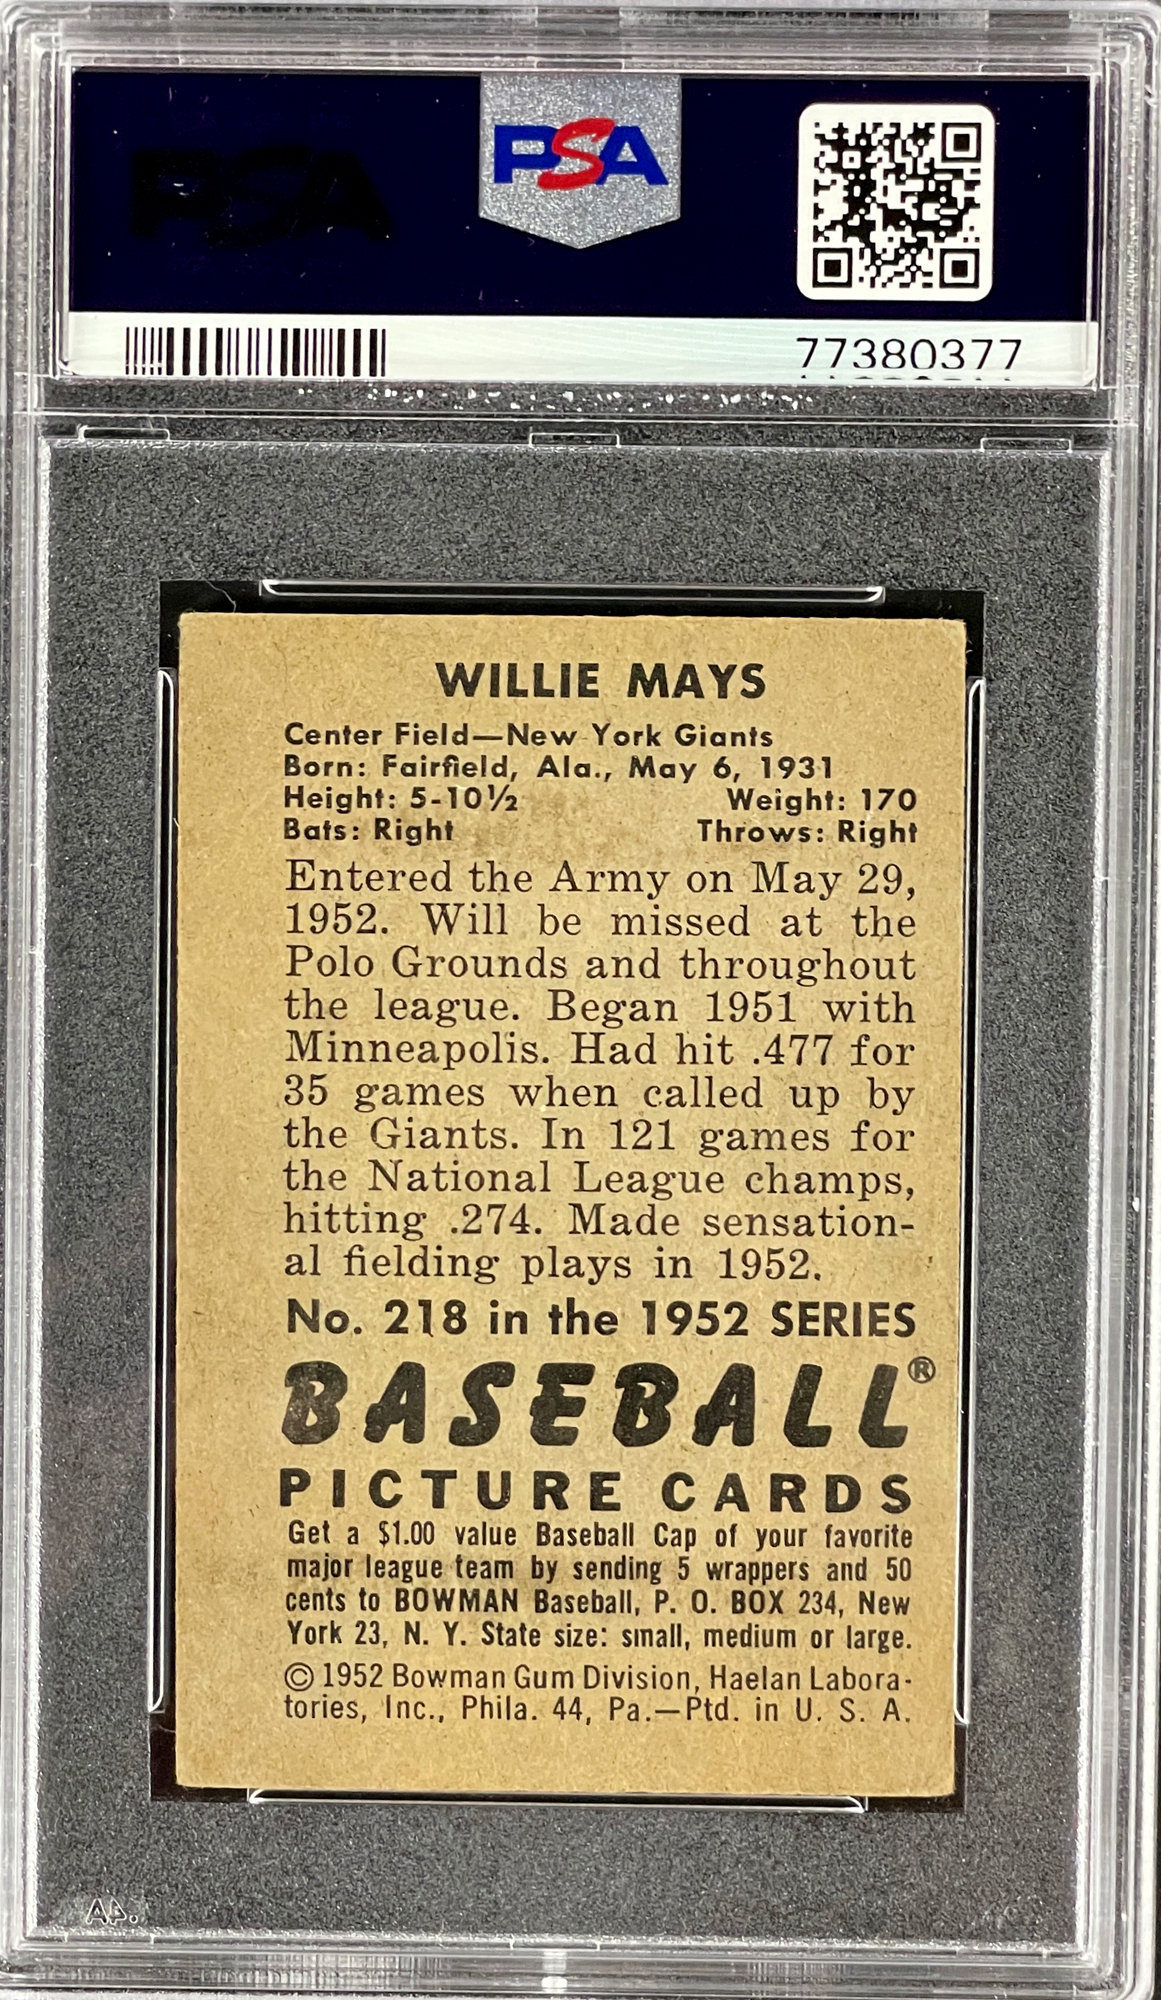 PSA
PSA
77380377
WILLIE MAYS
Center Field—New York Giants
Born: Fairfield, Ala., May 6, 1931
Height: 5-10½ Weight: 170
Bats: Right Throws: Right
Entered the Army on May 29,
1952. Will be missed at the
Polo Grounds and throughout
the league. Began 1951 with
Minneapolis. Had hit .477 for
35 games when called up by
the Giants. In 121 games for
the National League champs,
hitting .274. Made sensation-
al fielding plays in 1952.
No. 218 in the 1952 SERIES
BASEBALL®
PICTURE CARDS
Get a $1.00 value Baseball Cap of your favorite
major league team by sending 5 wrappers and 50
cents to BOWMAN Baseball, P. O. BOX 234, New
York 23, N. Y. State size: small, medium or large.
© 1952 Bowman Gum Division, Haelan Labora-
tories, Inc., Phila. 44, Pa.—Ptd. in U. S. A.